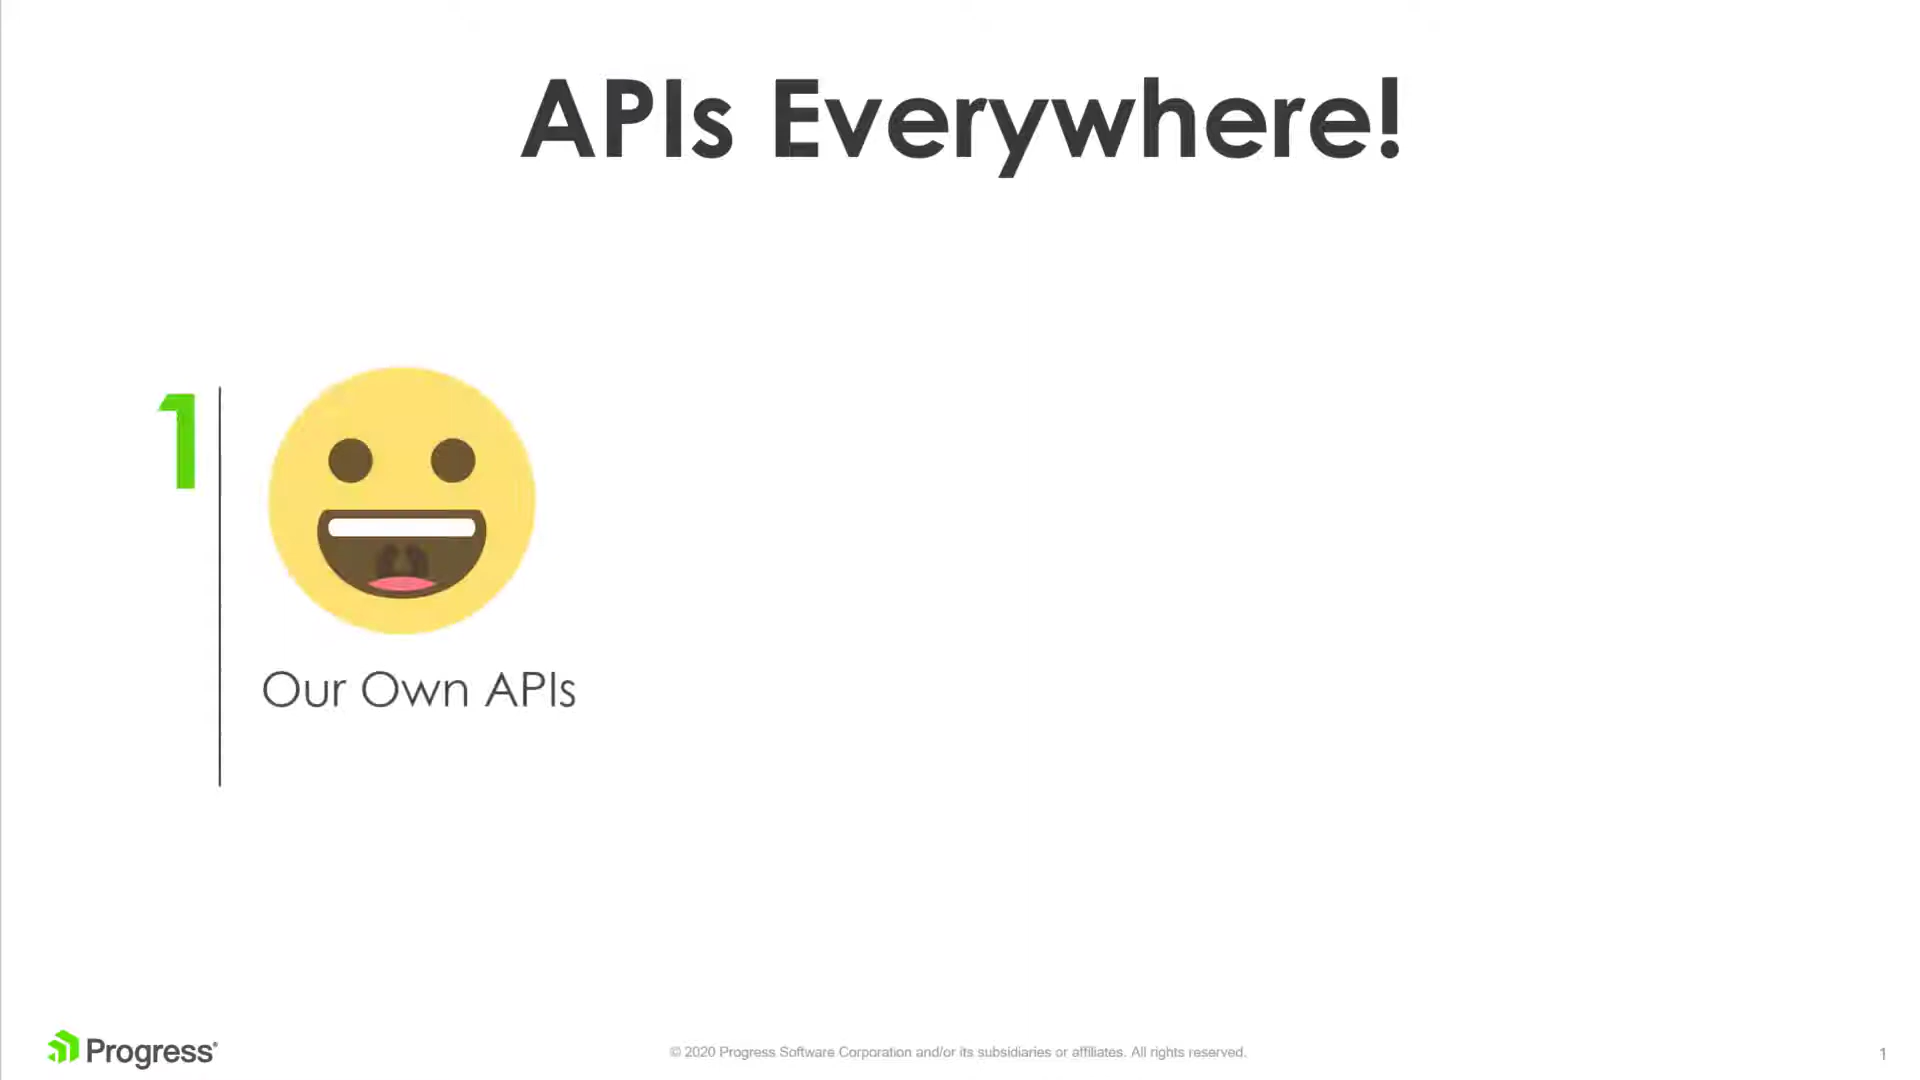 APIs Everywhere!
1
Our Own APIs
Progress®
© 2020 Progress Software Corporation and/or its subsidiaries or affiliates. All rights reserved.
1